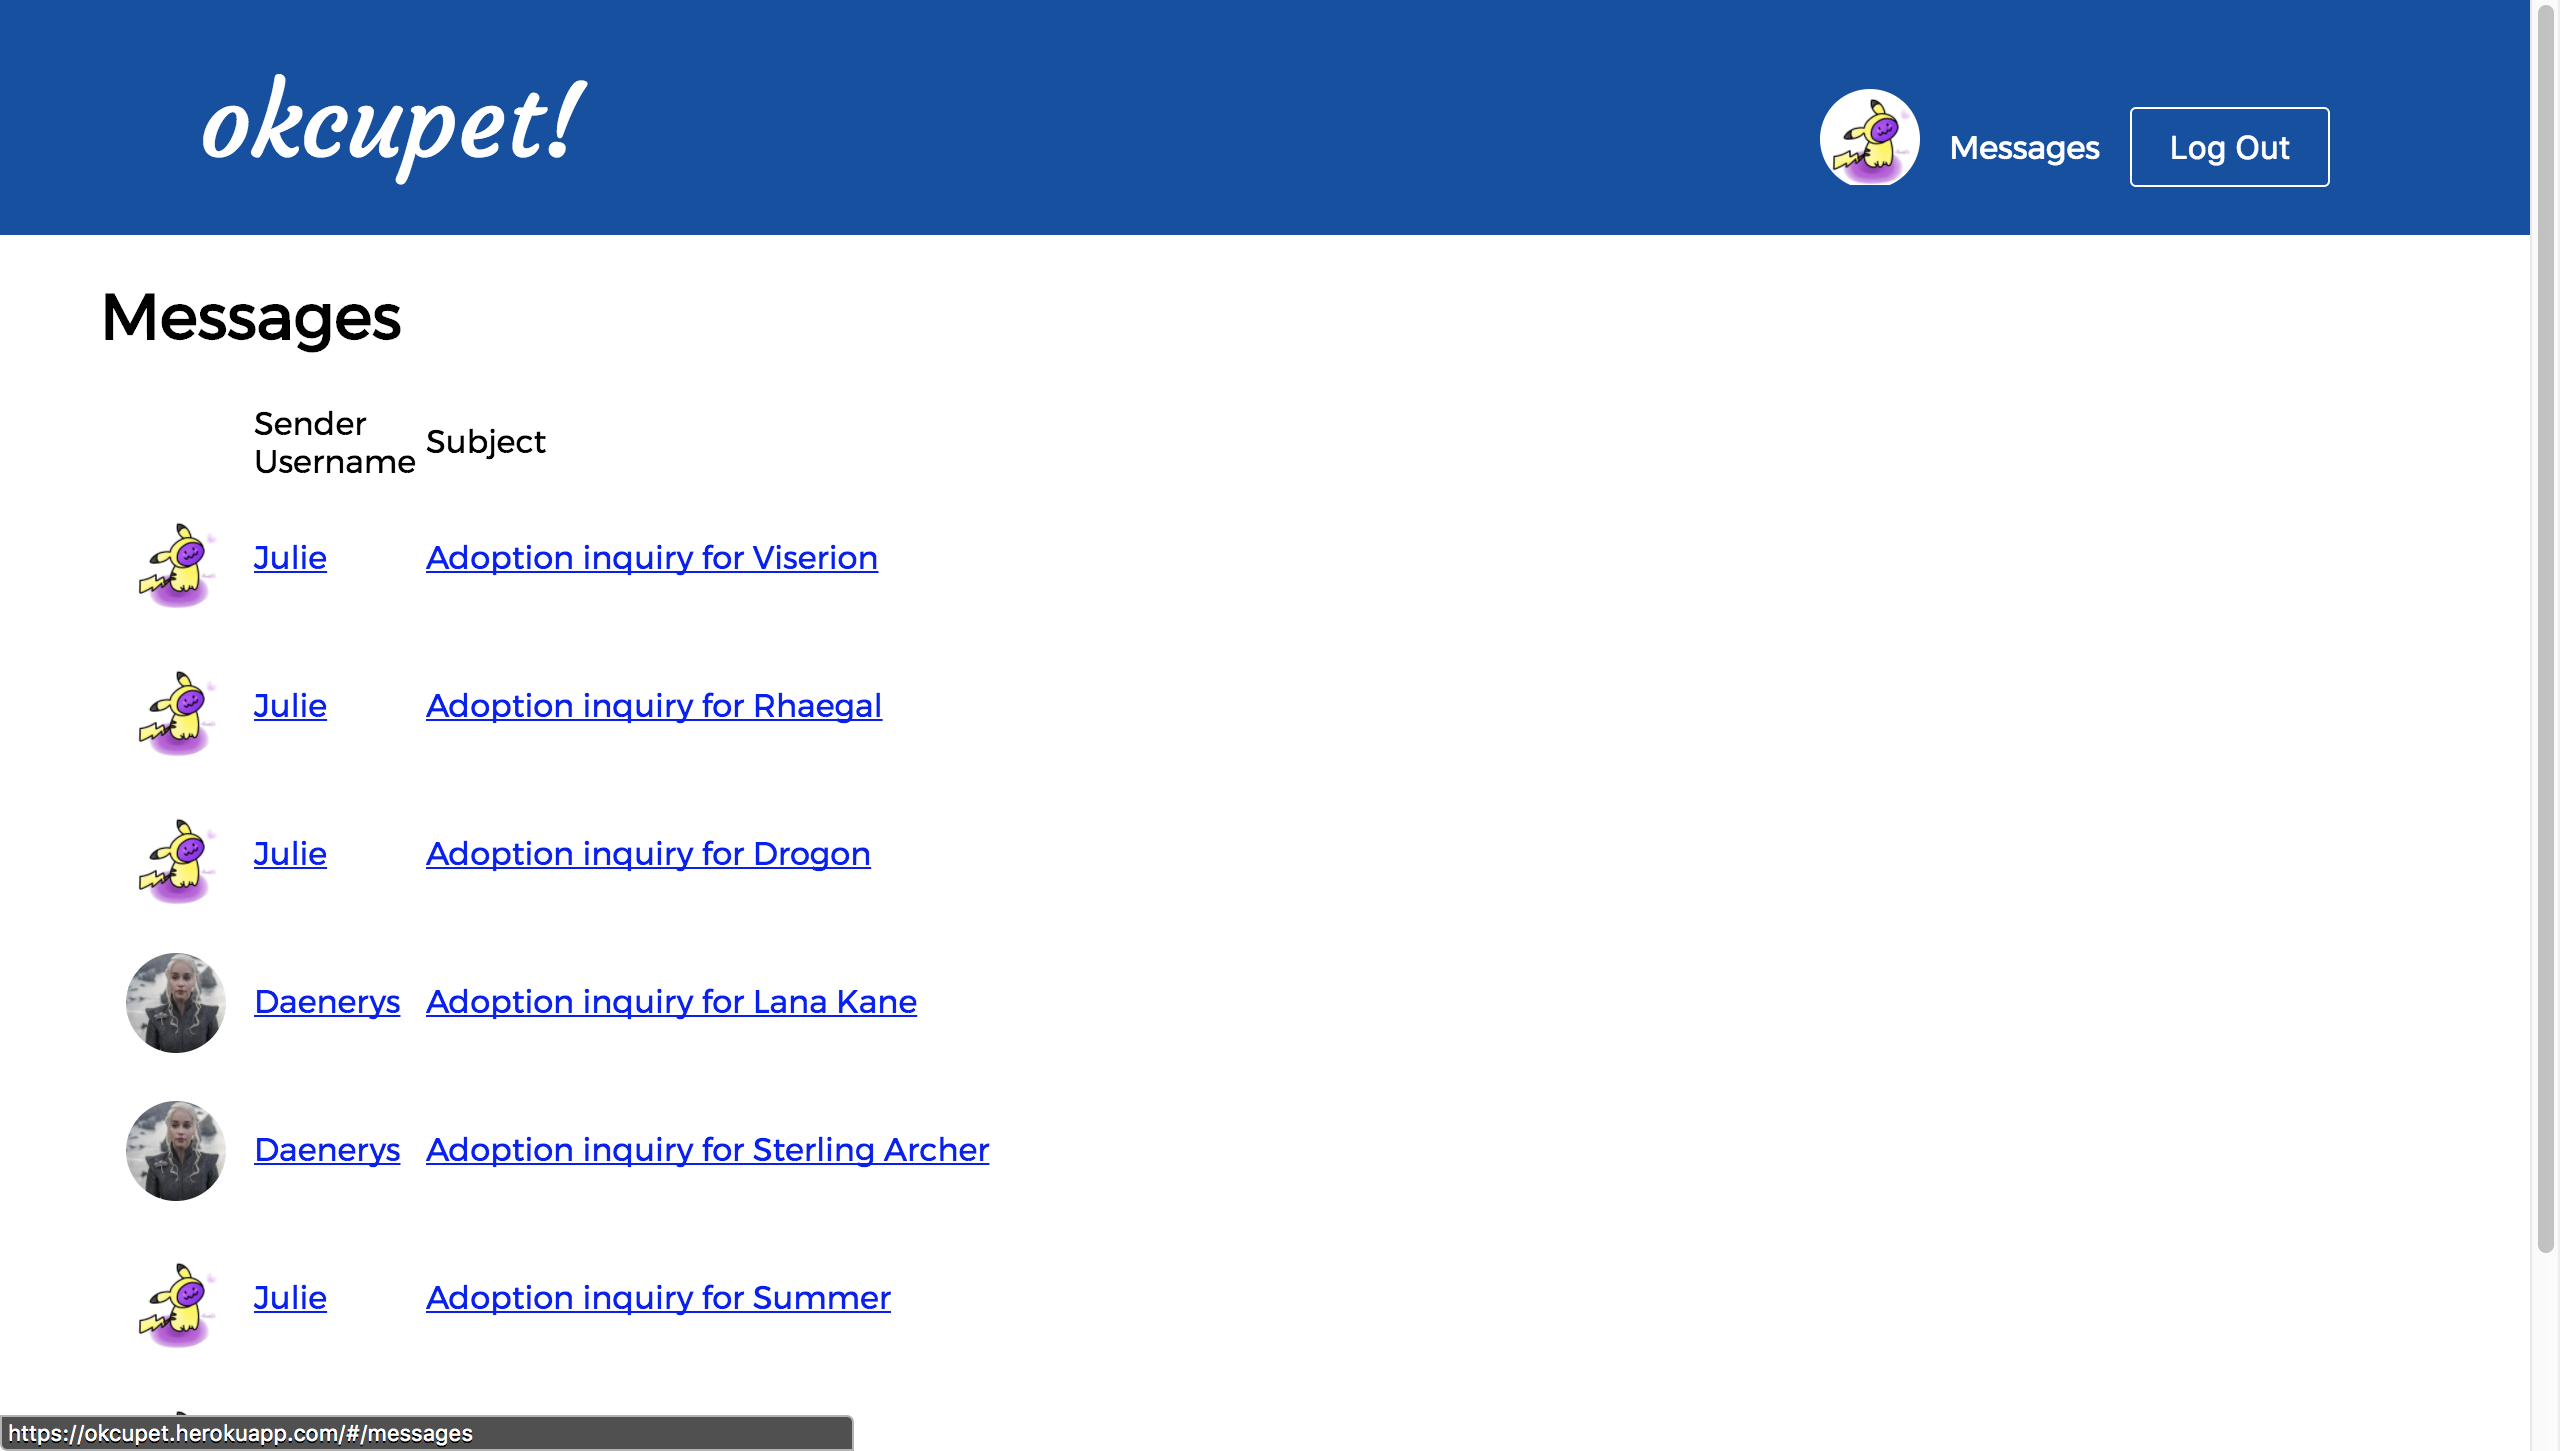 okcupet!
Messages
Log Out
Messages
Sender
Username
Subject
Julie
Adoption inquiry for Viserion
Julie
Adoption inquiry for Rhaegal
Julie
Adoption inquiry for Drogon
Daenerys
Adoption inquiry for Lana Kane
Daenerys
Adoption inquiry for Sterling Archer
Julie
Adoption inquiry for Summer
https://okcupet.herokuapp.com/#/messages